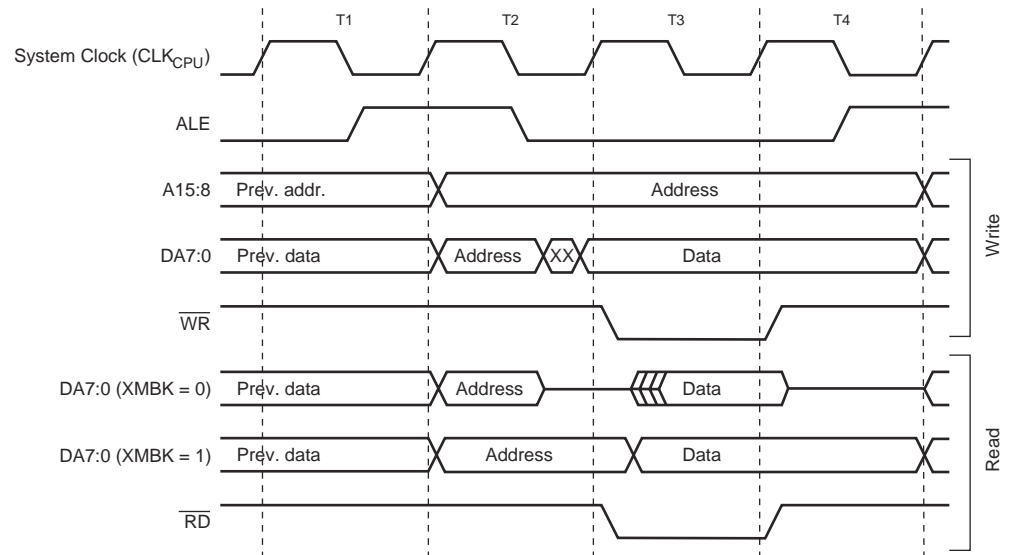 T1 T2 T3 T4
System Clock (CLKCPU)
ALE
A15:8 Prev. addr. Address
DA7:0 Prev. data Address XX Data
WR
Write
DA7:0 (XMBK = 0) Prev. data Address Data
DA7:0 (XMBK = 1) Prev. data Address Data
RD
Read